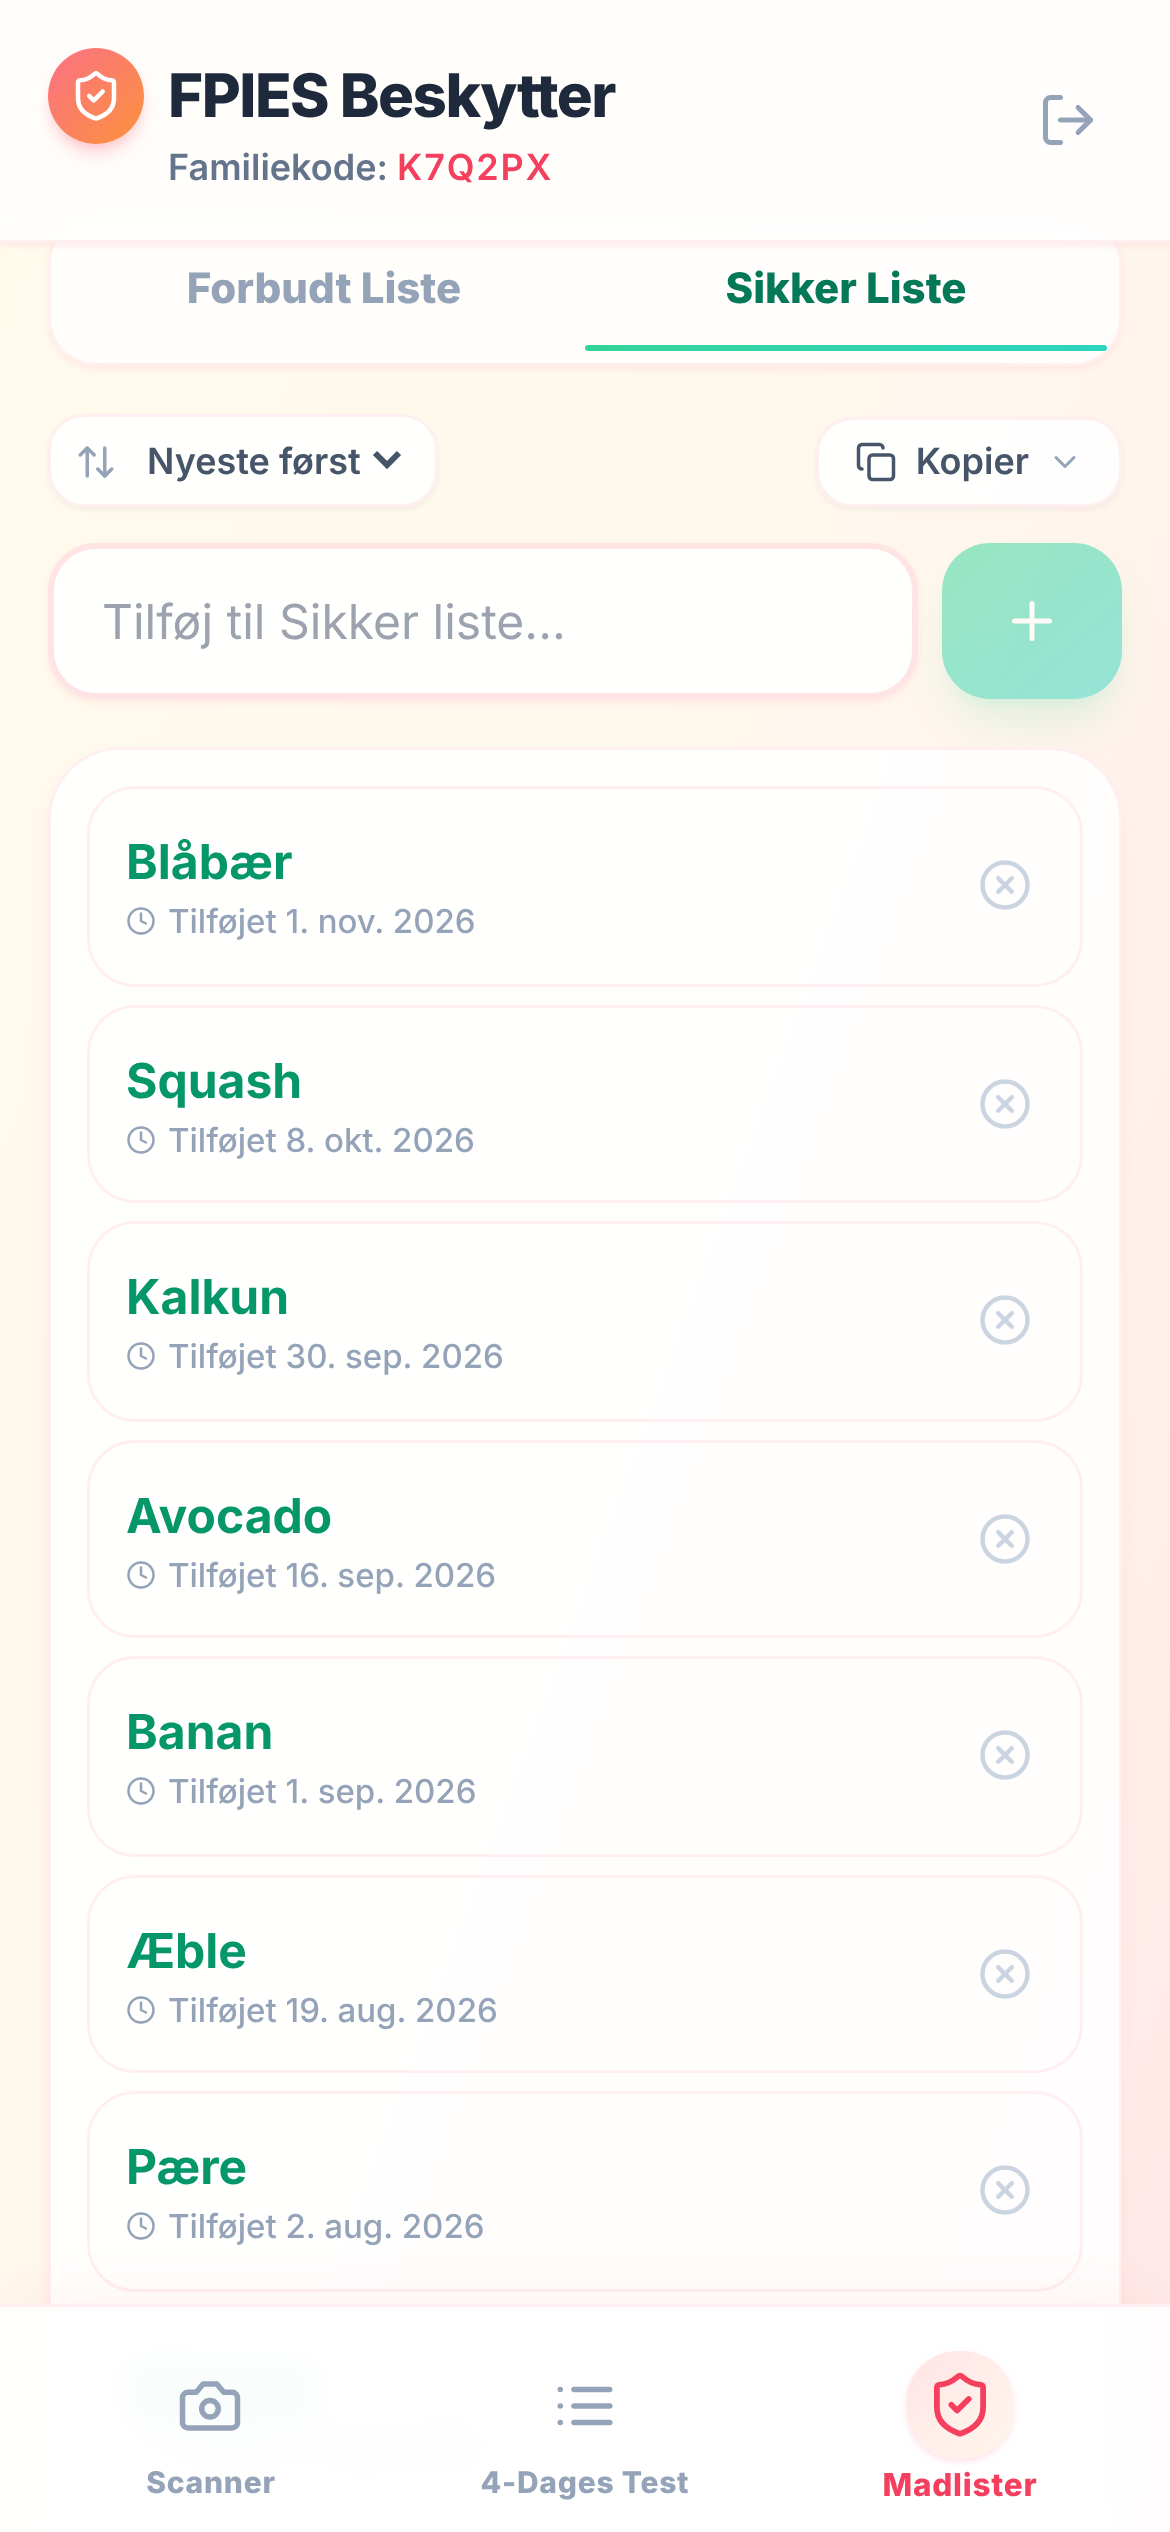 FPIES Beskytter
Familiekode: K7Q2PX
Forbudt Liste
Sikker Liste
Nyeste først
Kopier
Tilføj til Sikker liste...
Blåbær
Tilføjet 1. nov. 2026
Squash
Tilføjet 8. okt. 2026
Kalkun
Tilføjet 30. sep. 2026
Avocado
Tilføjet 16. sep. 2026
Banan
Tilføjet 1. sep. 2026
Æble
Tilføjet 19. aug. 2026
Pære
Tilføjet 2. aug. 2026
Scanner
4-Dages Test
Madlister